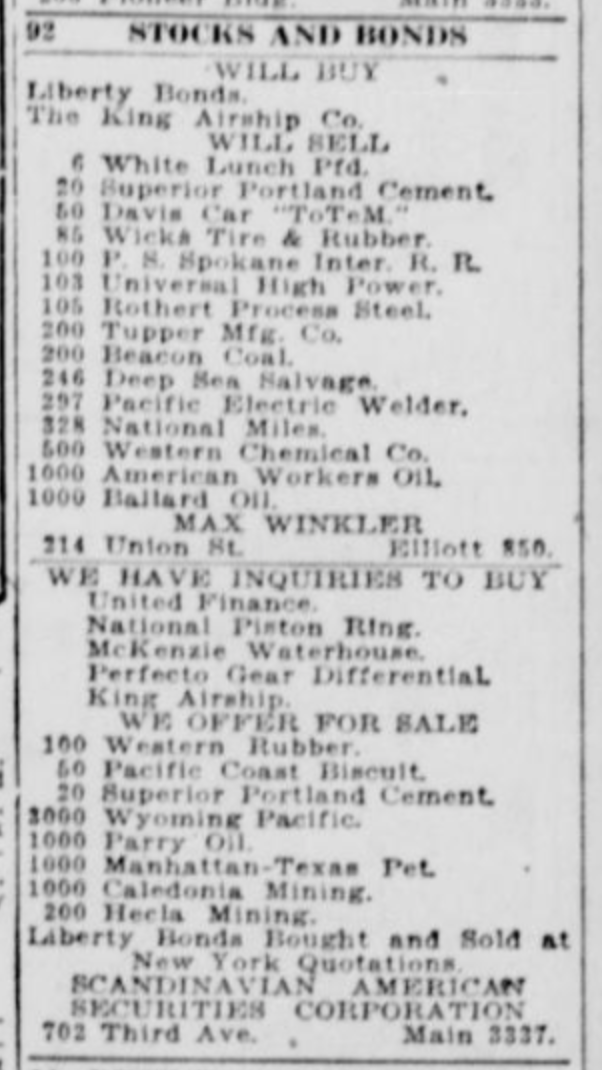 92 STOCKS AND BONDS
WILL BUY
Liberty Bonds.
The King Airship Co.
WILL SELL
6 White Lunch Pfd.
20 Superior Portland Cement.
50 Davis Car "ToTeM."
85 Wicks Tire & Rubber.
100 P. S. Spokane Inter. R. R.
103 Universal High Power.
105 Rothert Process Steel.
200 Tupper Mfg. Co.
200 Beacon Coal.
246 Deep Sea Salvage.
297 Pacific Electric Welder.
328 National Miles.
500 Western Chemical Co.
1000 American Workers Oil.
1000 Ballard Oil.
MAX WINKLER
214 Union St. Elliott 850.
WE HAVE INQUIRIES TO BUY
United Finance.
National Piston Ring.
McKenzie Waterhouse.
Perfecto Gear Differential.
King Airship.
WE OFFER FOR SALE
100 Western Rubber.
50 Pacific Coast Biscuit.
20 Superior Portland Cement.
3000 Wyoming Pacific.
1000 Parry Oil.
1000 Manhattan-Texas Pet.
1000 Caledonia Mining.
200 Hecla Mining.
Liberty Bonds Bought and Sold at
New York Quotations.
SCANDINAVIAN AMERICAN
SECURITIES CORPORATION
702 Third Ave. Main 3337.